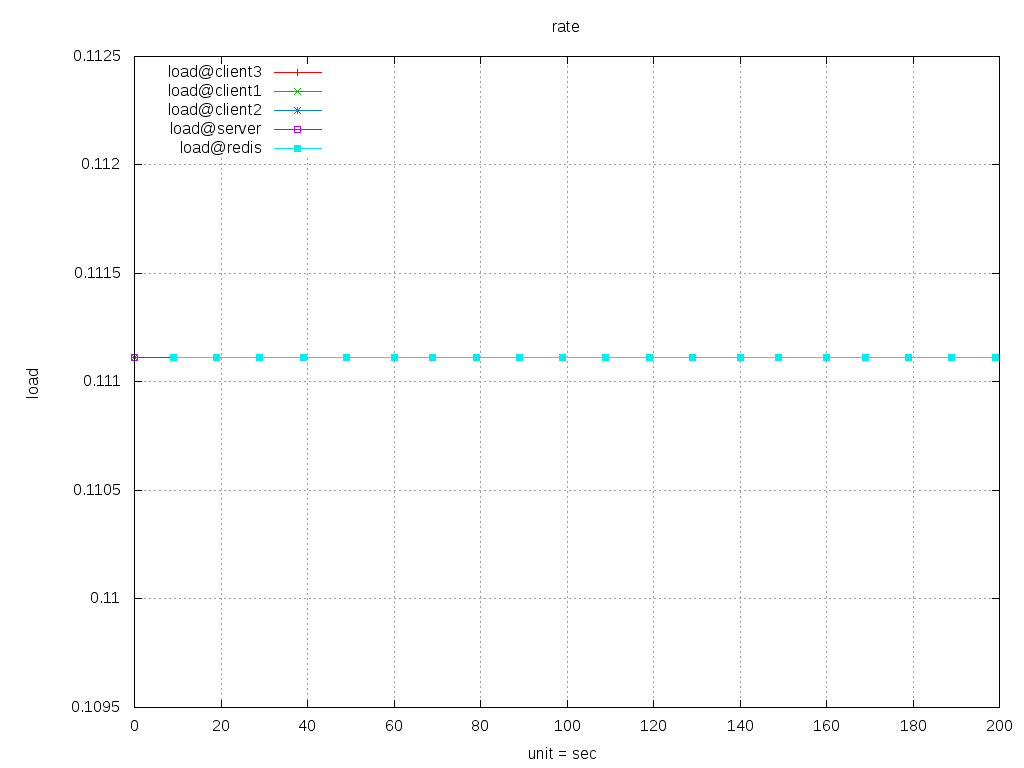 rate
0.1125
load@client3
load@client1
load@client2
load@server
load@redis
0.112
0.1115
load
0.111
0.1105
0.11
0.1095
0 20 40 60 80 100 120 140 160 180 200
unit = sec